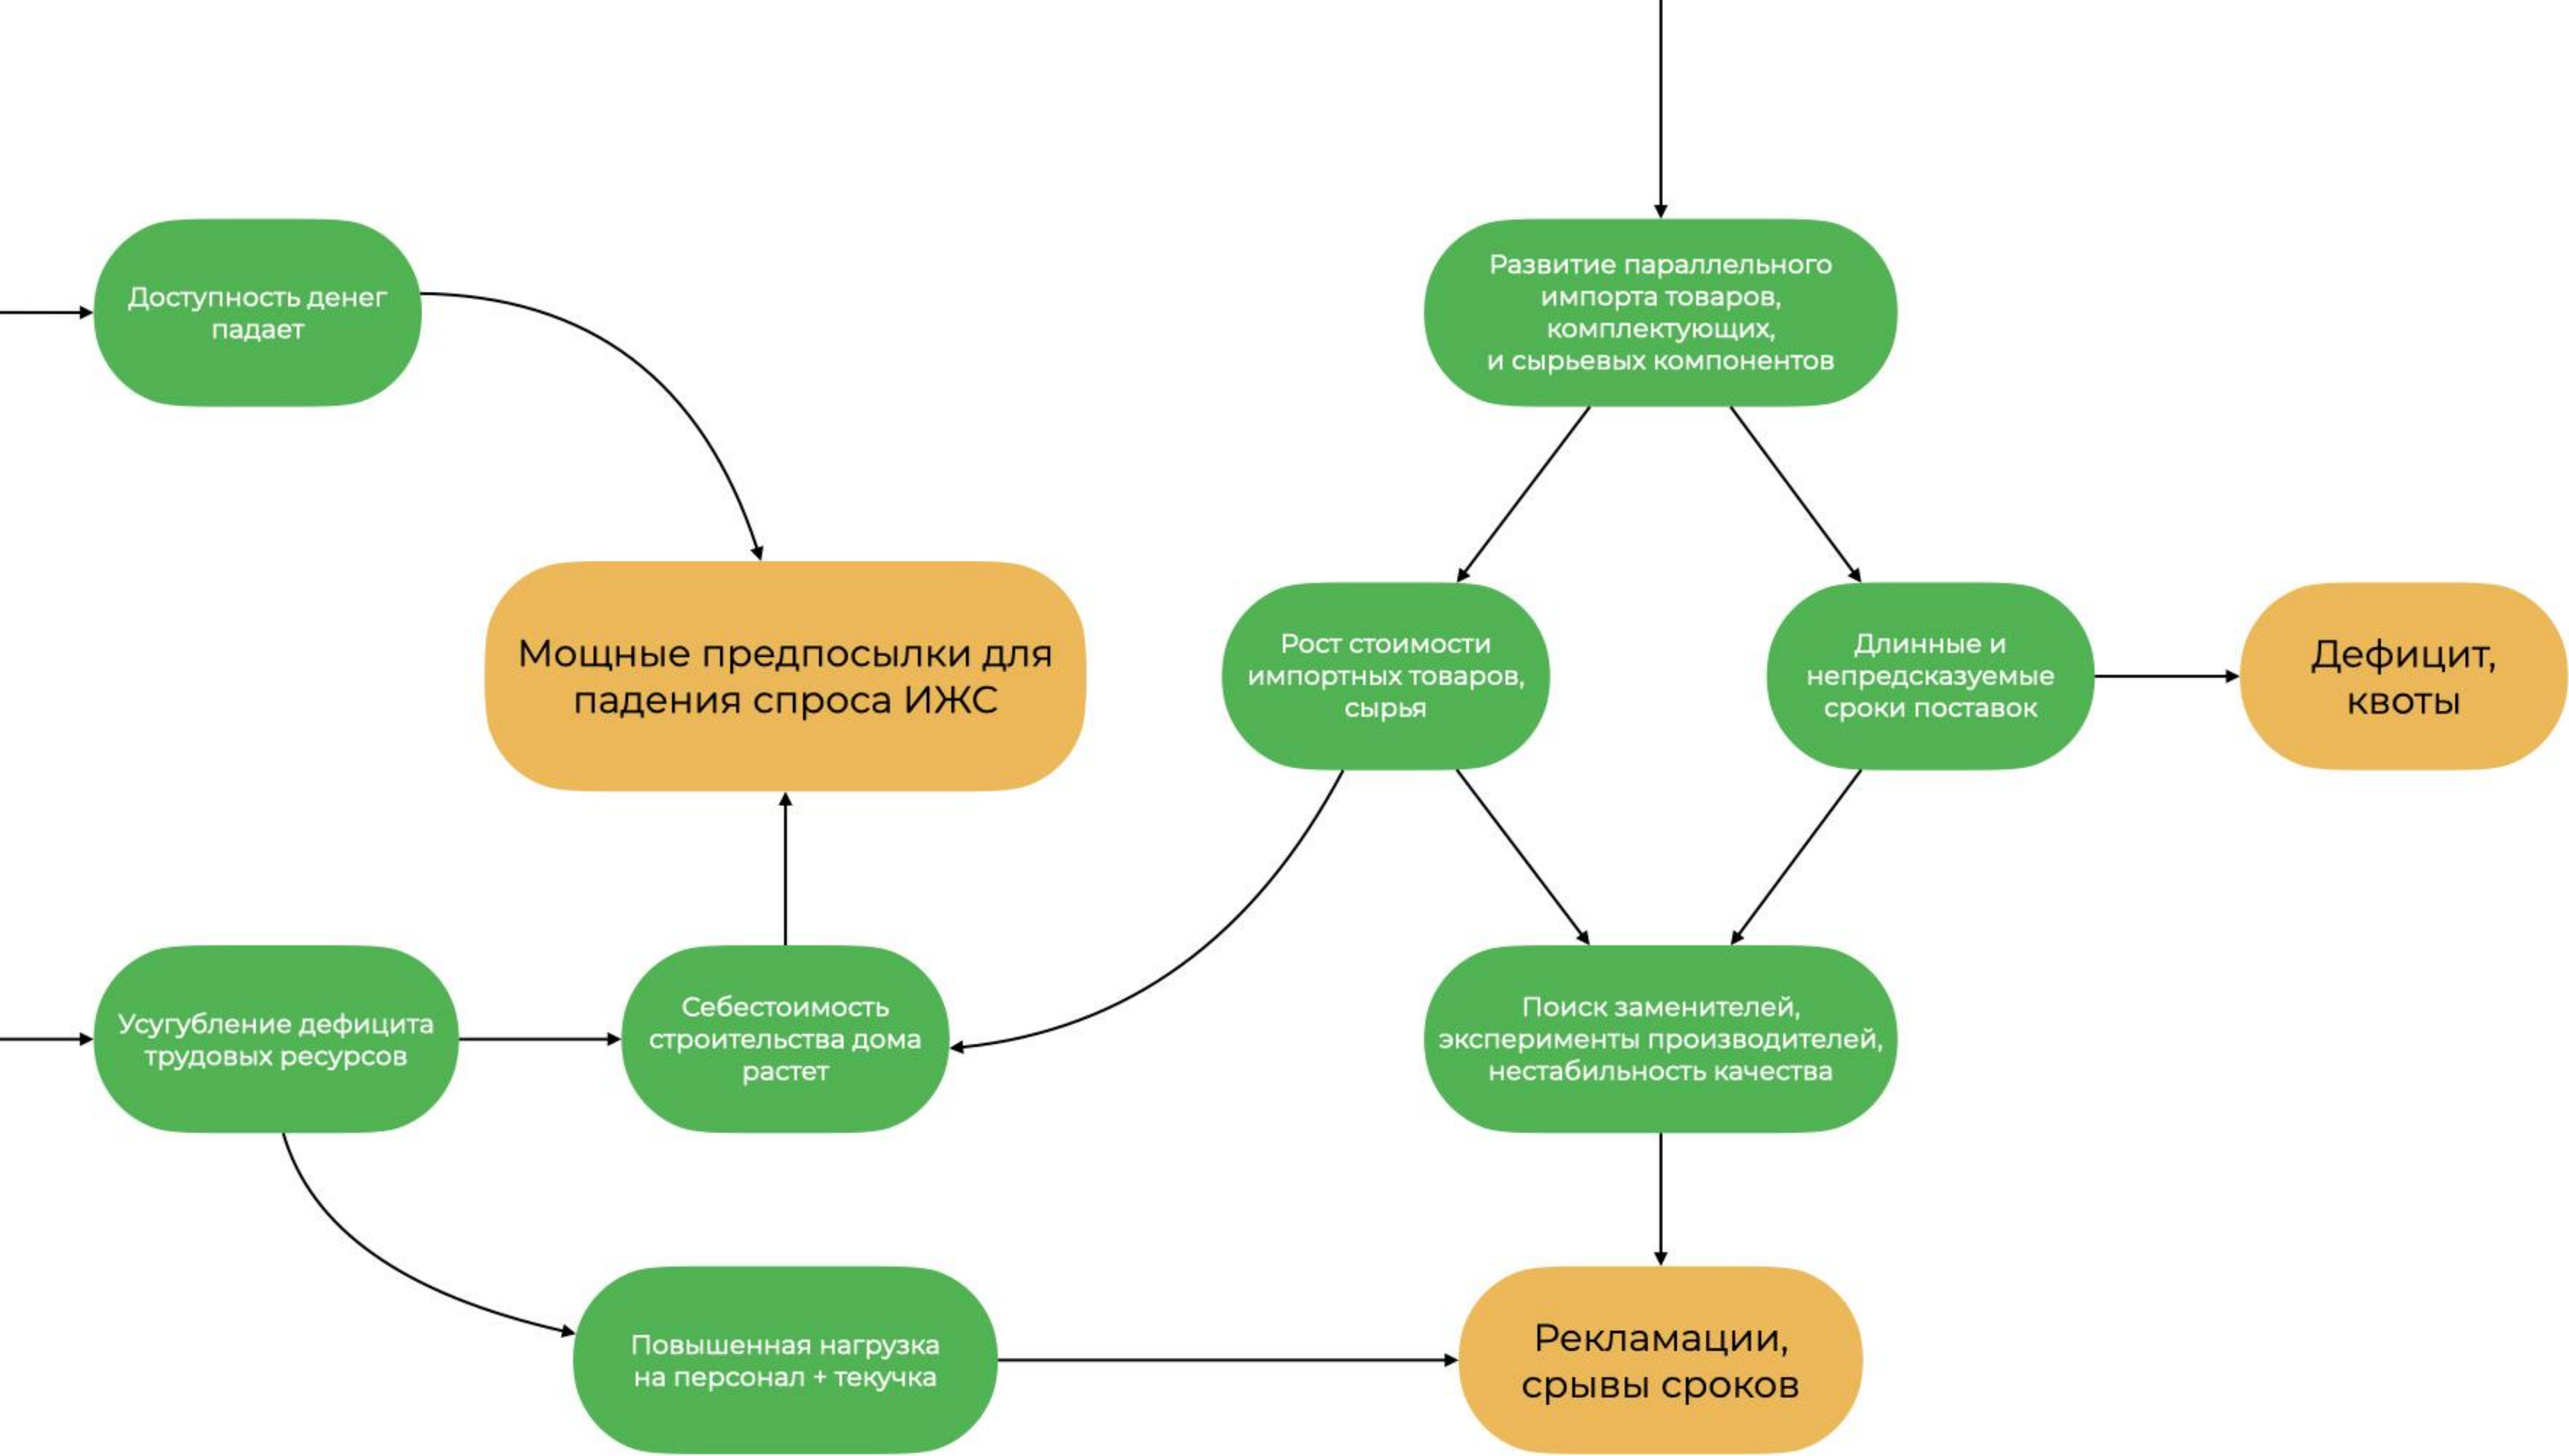 Доступность денег
падает
Развитие параллельного
импорта товаров,
комплектующих,
и сырьевых компонентов
Мощные предпосылки для
падения спроса ИЖС
Рост стоимости
импортных товаров,
сырья
Длинные и
непредсказуемые
сроки поставок
Дефицит,
квоты
Усугубление дефицита
трудовых ресурсов
Себестоимость
строительства дома
растет
Поиск заменителей,
эксперименты производителей,
нестабильность качества
Повышенная нагрузка
на персонал + текучка
Рекламации,
срывы сроков